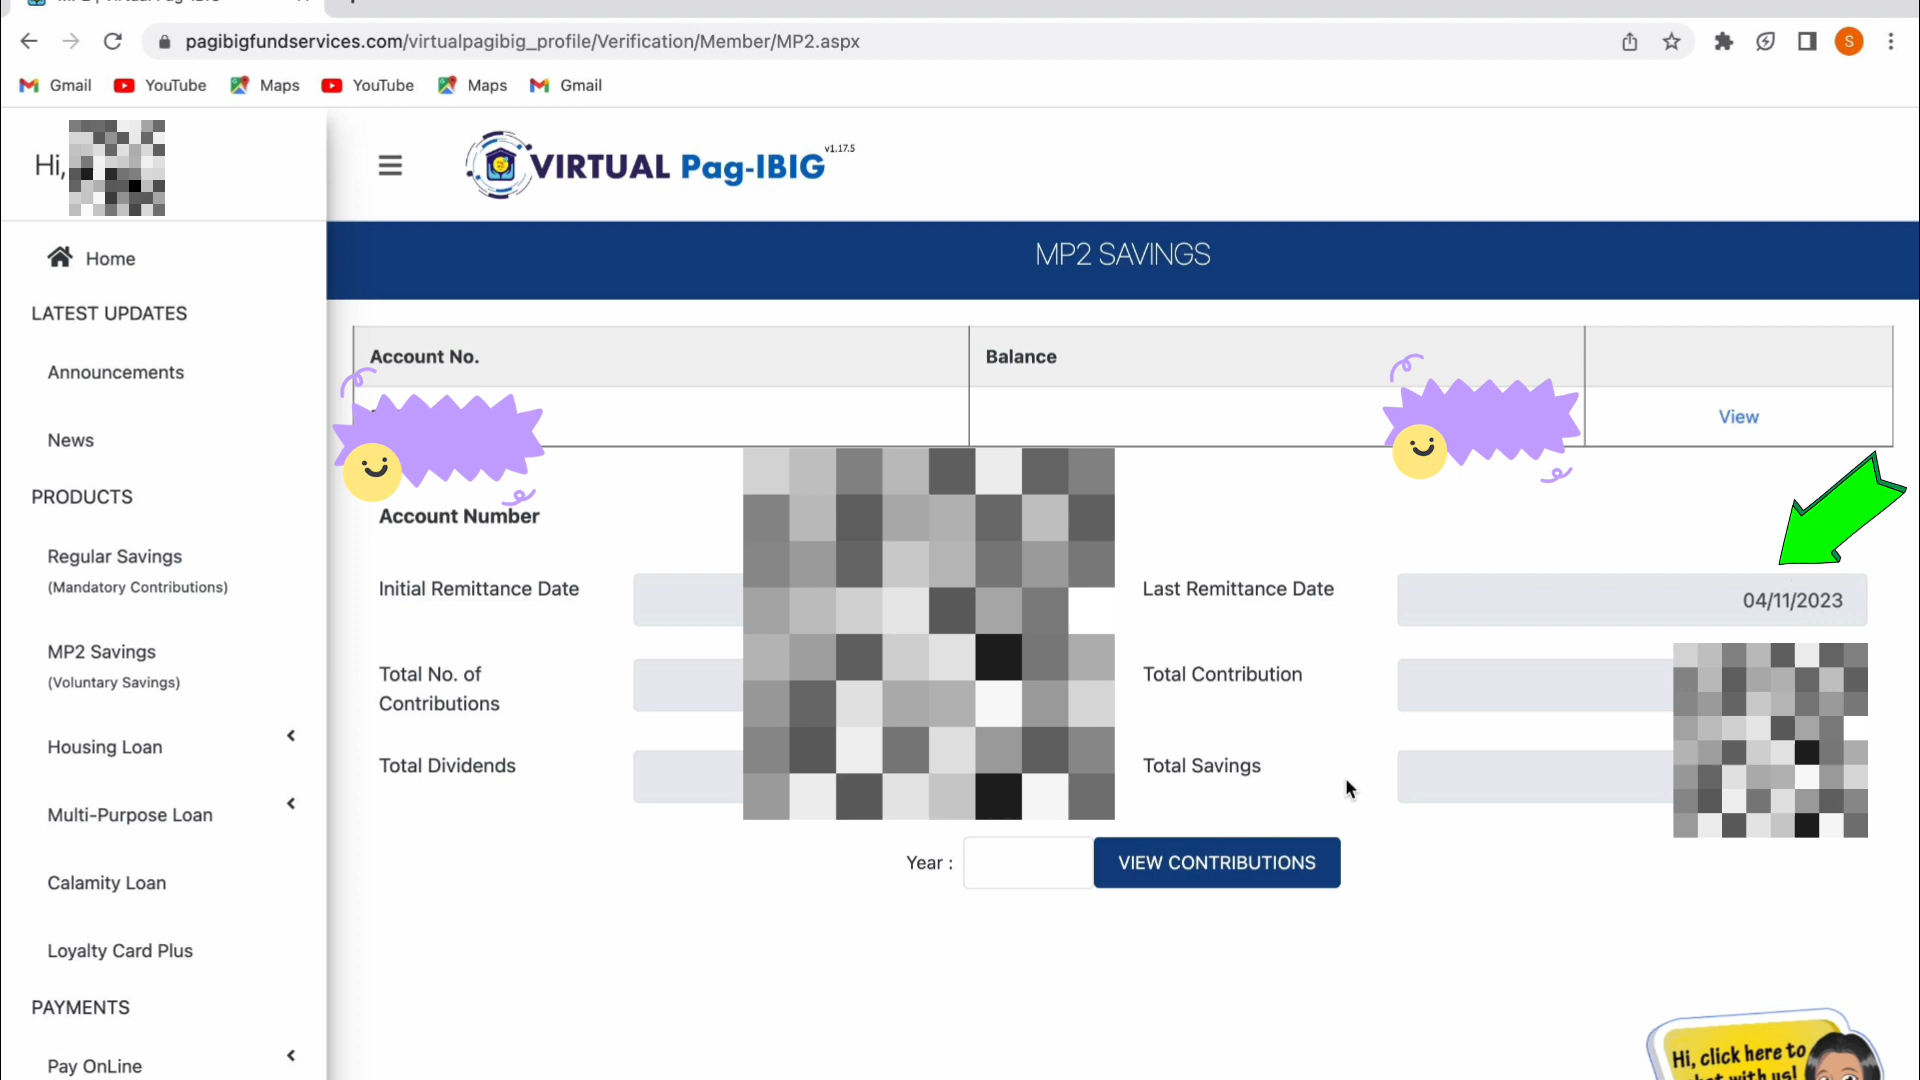 pagibigfundservices.com/virtualpagibig_profile/Verification/Member/MP2.aspx
S
Gmail YouTube Maps YouTube Maps Gmail
Hi,
VIRTUAL Pag-IBIG v1.17.5
MP2 SAVINGS
Home
LATEST UPDATES
Announcements
News
PRODUCTS
Regular Savings
(Mandatory Contributions)
MP2 Savings
(Voluntary Savings)
Housing Loan
Multi-Purpose Loan
Calamity Loan
Loyalty Card Plus
PAYMENTS
Pay OnLine
Account No. Balance
View
Account Number
Initial Remittance Date
Last Remittance Date 04/11/2023
Total No. of
Contributions
Total Contribution
Total Dividends
Total Savings
Year :
VIEW CONTRIBUTIONS
Hi, click here to
chat with us!